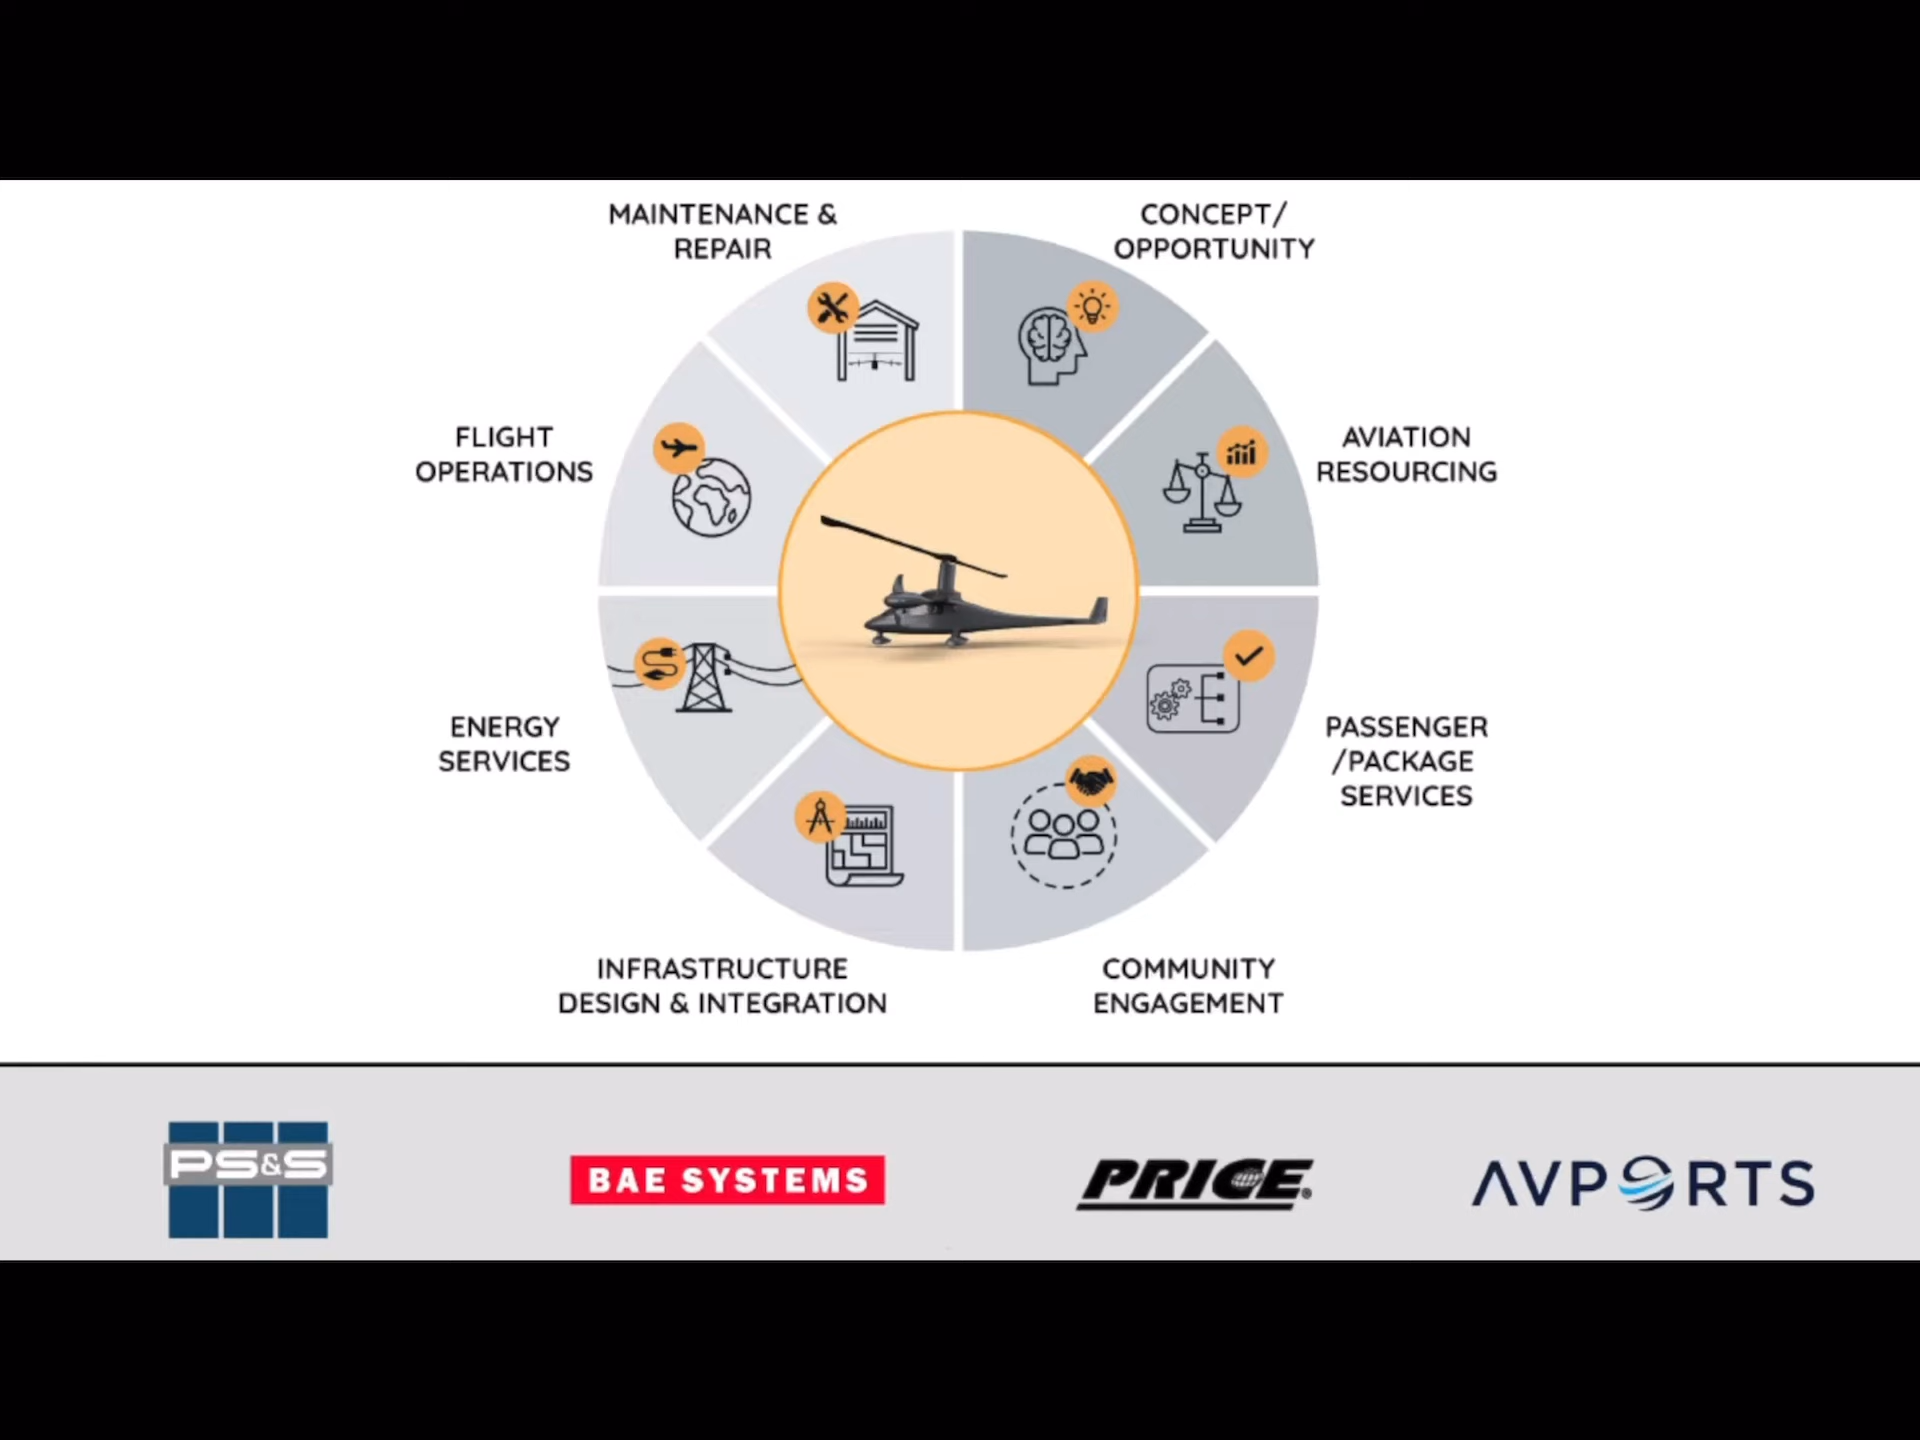 MAINTENANCE &
REPAIR
CONCEPT/
OPPORTUNITY
FLIGHT
OPERATIONS
AVIATION
RESOURCING
ENERGY
SERVICES
PASSENGER
/PACKAGE
SERVICES
INFRASTRUCTURE
DESIGN & INTEGRATION
COMMUNITY
ENGAGEMENT
PS&S
BAE SYSTEMS
PRICE®
AVPORTS